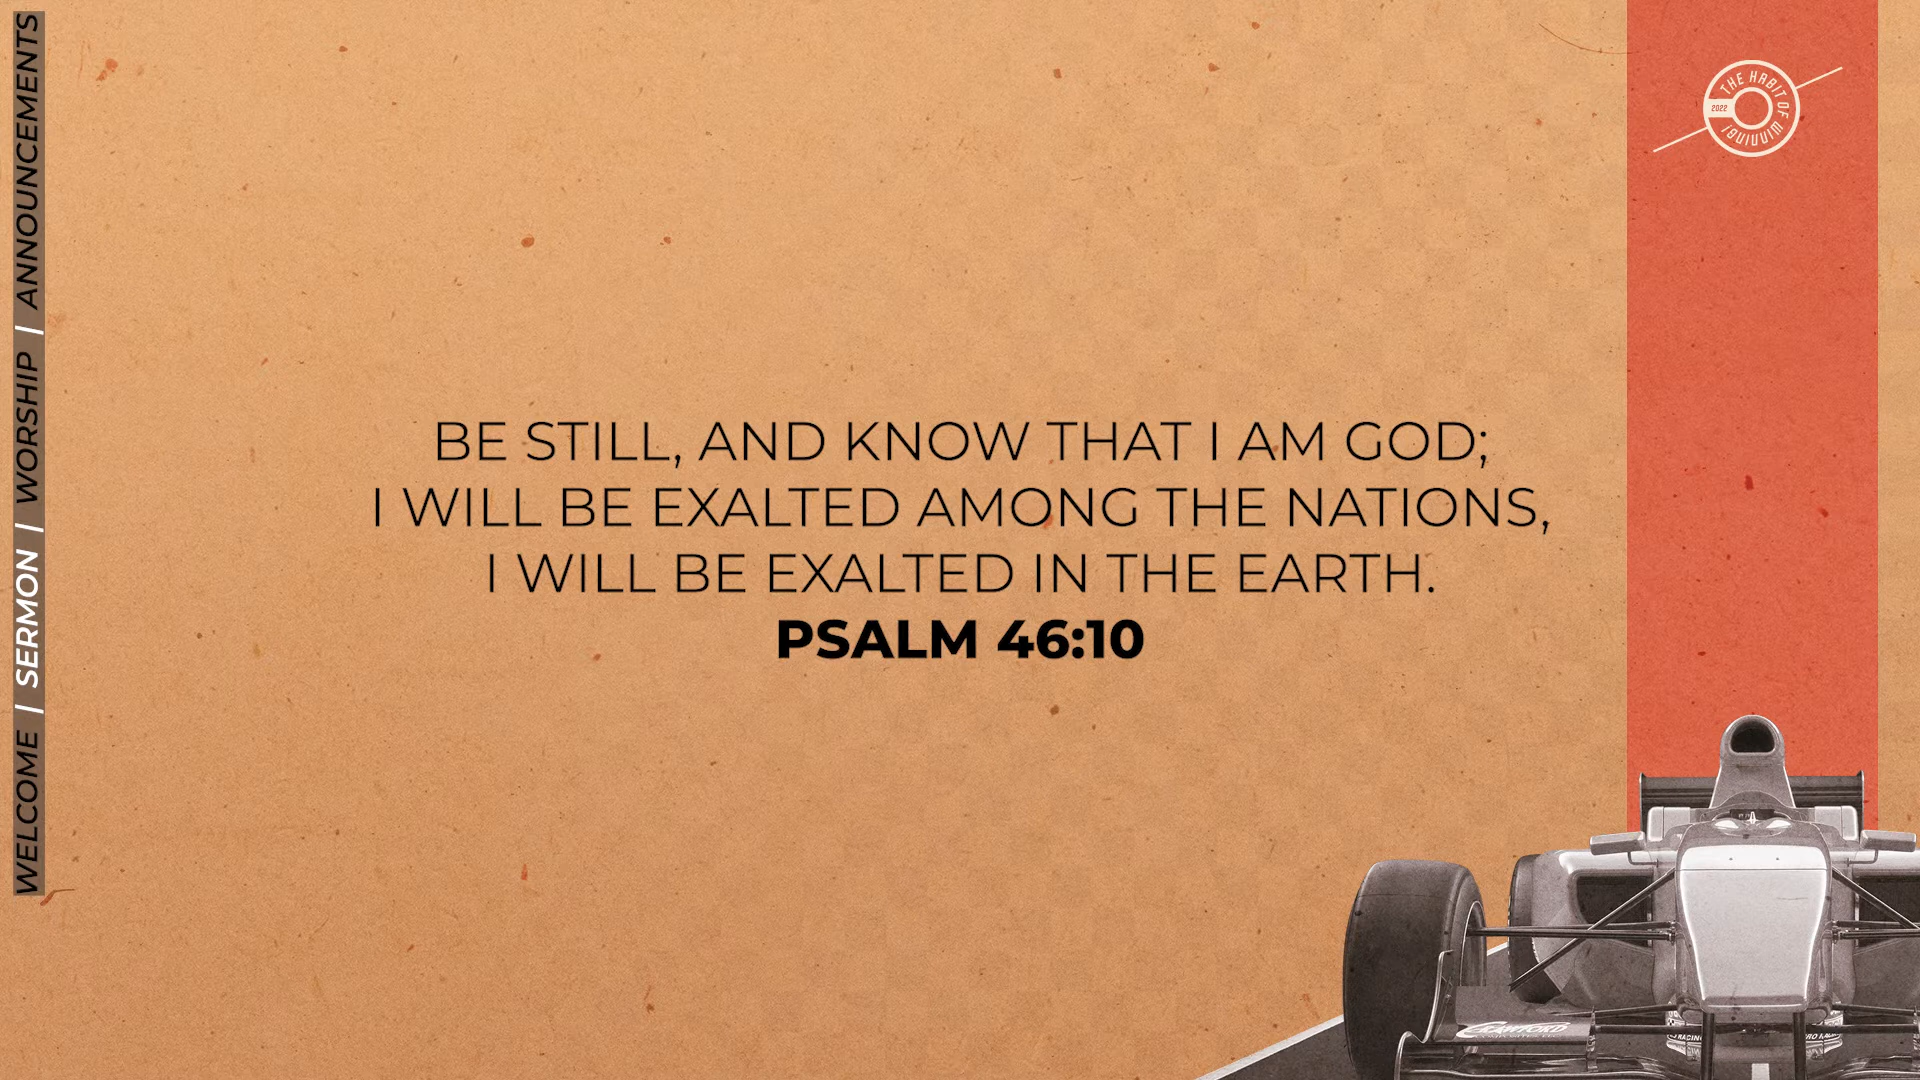 WELCOME | SERMON | WORSHIP | ANNOUNCEMENTS
BE STILL, AND KNOW THAT I AM GOD;
I WILL BE EXALTED AMONG THE NATIONS,
I WILL BE EXALTED IN THE EARTH.
PSALM 46:10
THE HABIT OF WINNING!
2022
CRAWFORD